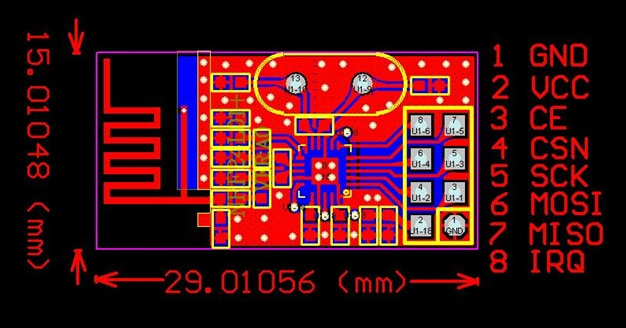 15.01048 (mm)
29.01056 (mm)
1 GND
2 VCC
3 CE
4 CSN
5 SCK
6 MOSI
7 MISO
8 IRQ
13
U1-10
12
U1-9
8
U1-6
7
U1-5
6
U1-4
5
U1-3
4
U1-2
3
U1-1
2
U1-18
1
GND